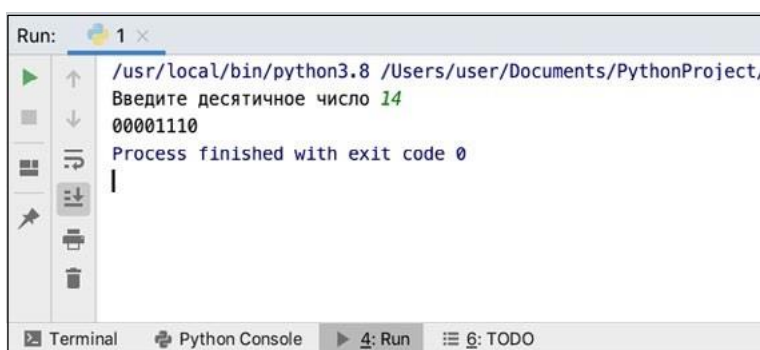 Run: 1
/usr/local/bin/python3.8 /Users/user/Documents/PythonProject/
Введите десятичное число 14
00001110
Process finished with exit code 0
Terminal Python Console 4: Run 6: TODO